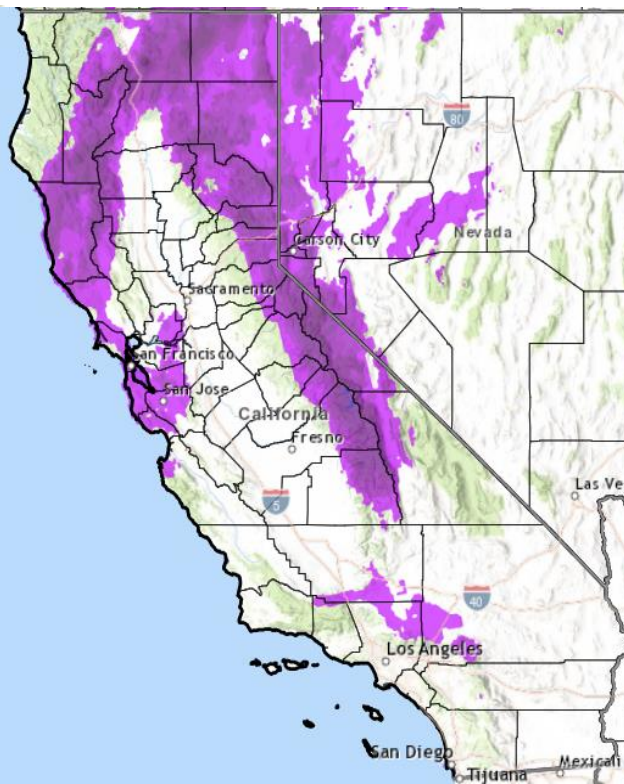 80
Carson City
Nevada
Sacramento
San Francisco
San Jose
California
Fresno
5
Las Ve
40
Los Angeles
San Diego
Mexicali
Tijuana